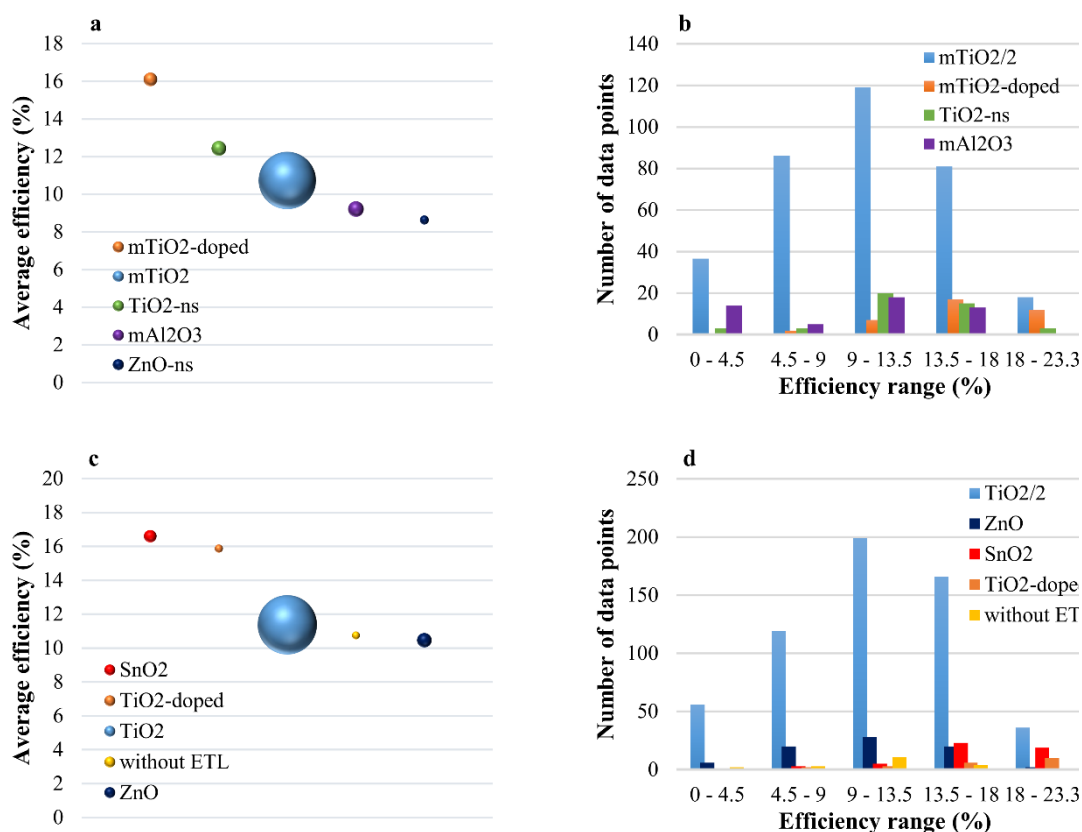 a
Average efficiency (%)
18
16
14
12
10
8
6
4
2
0
mTiO2-doped
mTiO2
TiO2-ns
mAl2O3
ZnO-ns
b
Number of data points
140
120
100
80
60
40
20
0
mTiO2/2
mTiO2-doped
TiO2-ns
mAl2O3
0 - 4.5 4.5 - 9 9 - 13.5 13.5 - 18 18 - 23.3
Efficiency range (%)
c
Average efficiency (%)
20
18
16
14
12
10
8
6
4
2
0
SnO2
TiO2-doped
TiO2
without ETL
ZnO
d
Number of data points
250
200
150
100
50
0
TiO2/2
ZnO
SnO2
TiO2-doped
without ET
0 - 4.5 4.5 - 9 9 - 13.5 13.5 - 18 18 - 23.3
Efficiency range (%)